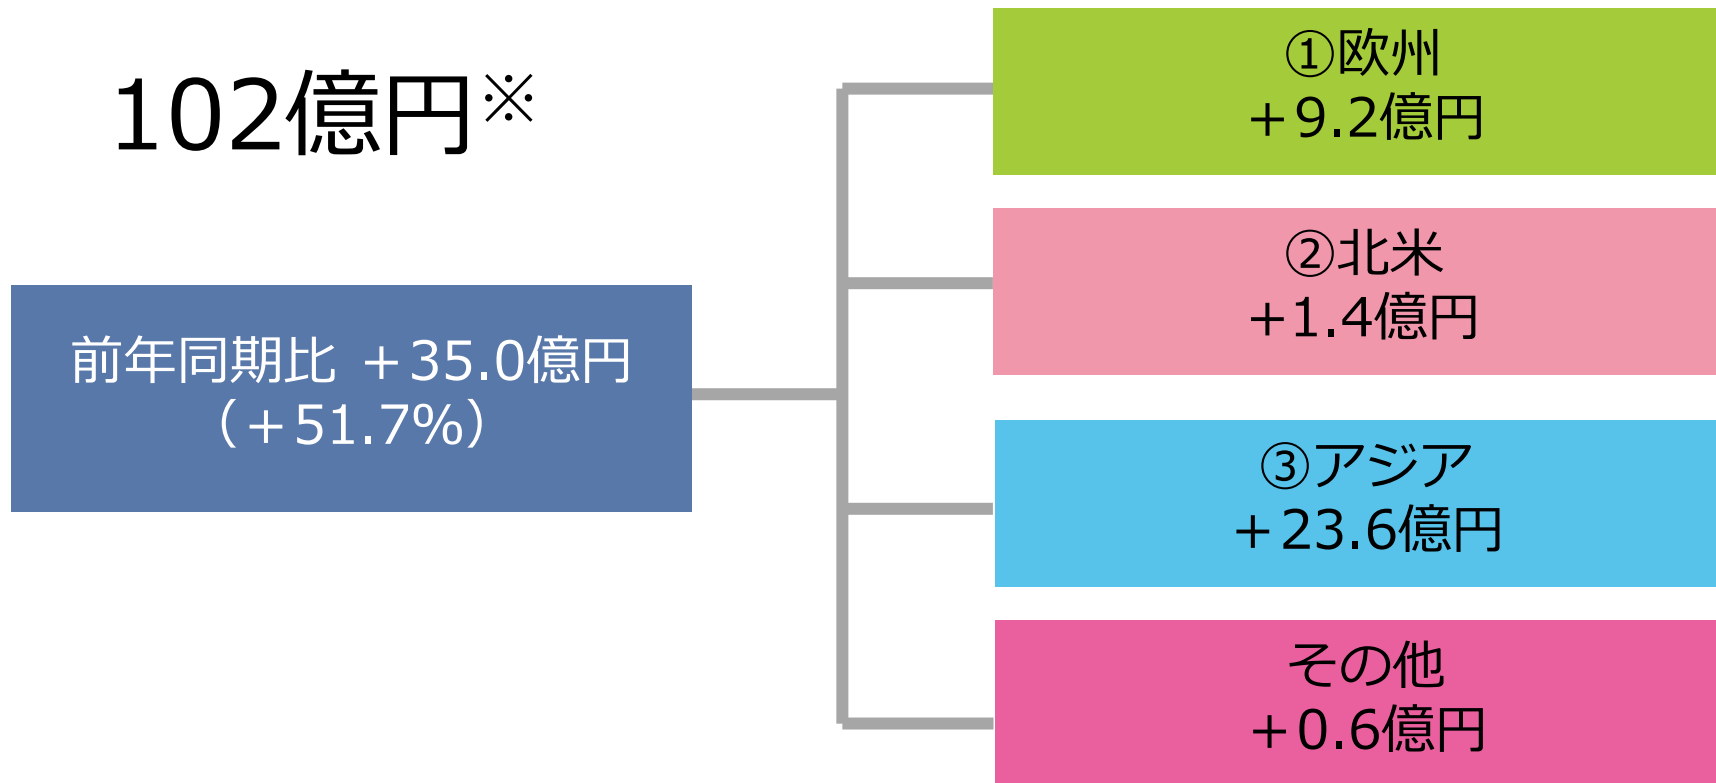 102億円※
前年同期比 +35.0億円
（+51.7%）
①欧州
+9.2億円
②北米
+1.4億円
③アジア
+23.6億円
その他
+0.6億円